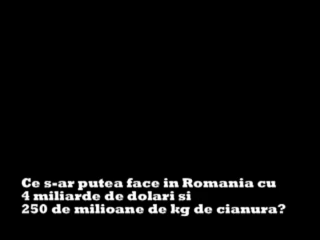 Ce s-ar putea face in Romania cu
4 miliarde de dolari si
250 de milioane de kg de cianura?